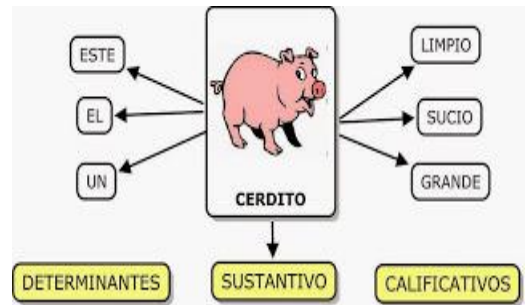 ESTE
EL
UN
CERDITO
LIMPIO
SUCIO
GRANDE
DETERMINANTES
SUSTANTIVO
CALIFICATIVOS